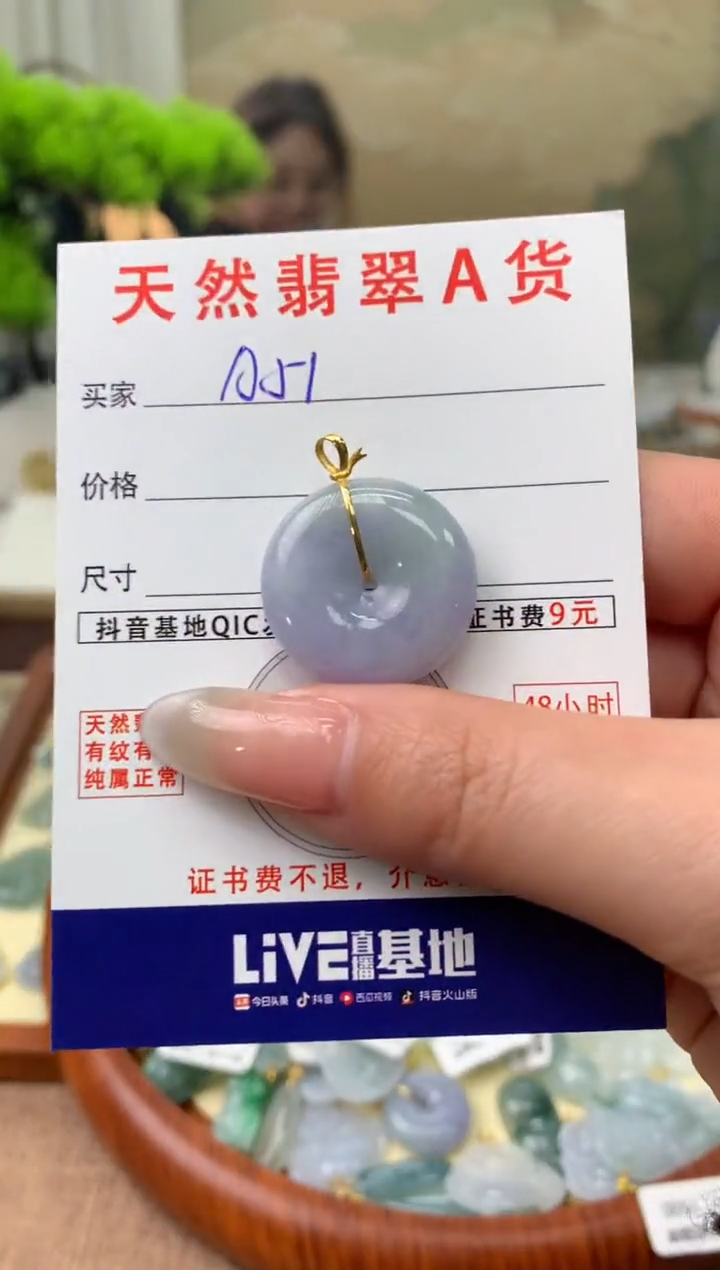 天然翡翠A货
买家 A51
价格
尺寸
抖音基地QIC 证书费9元
天然
有纹有
纯属正常
48小时
证书费不退，介意
LiVE直播基地
今日头条 抖音 西瓜视频 抖音火山版